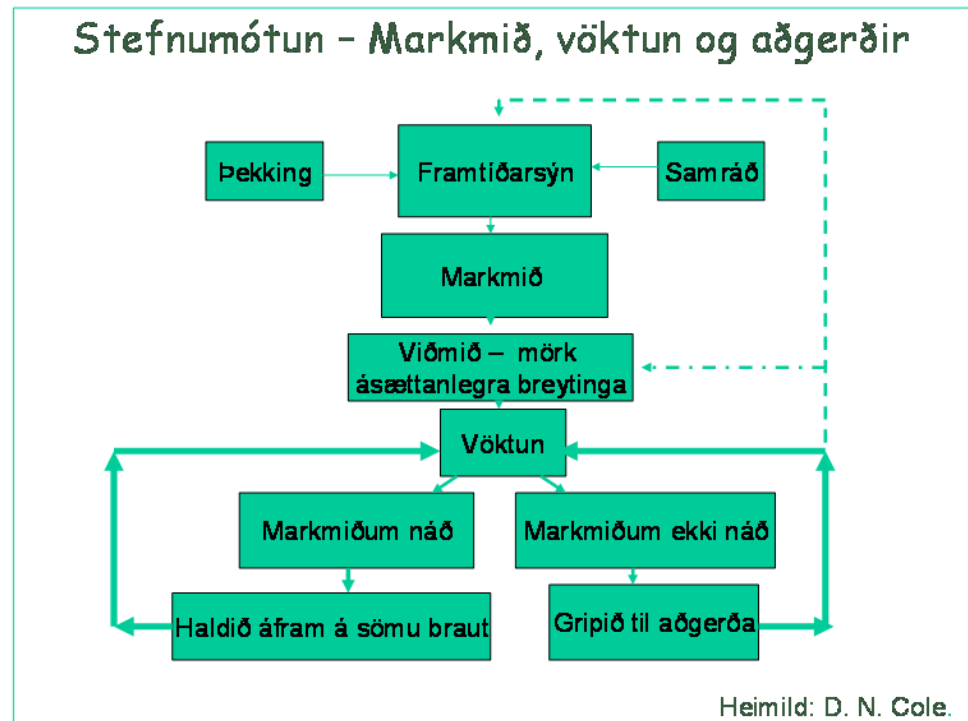 Stefnumótun – Markmið, vöktun og aðgerðir
Þekking
Framtíðarsýn
Samráð
Markmið
Viðmið – mörk
ásættanlegra breytinga
Vöktun
Markmiðum náð
Markmiðum ekki náð
Haldið áfram á sömu braut
Gripið til aðgerða
Heimild: D. N. Cole.